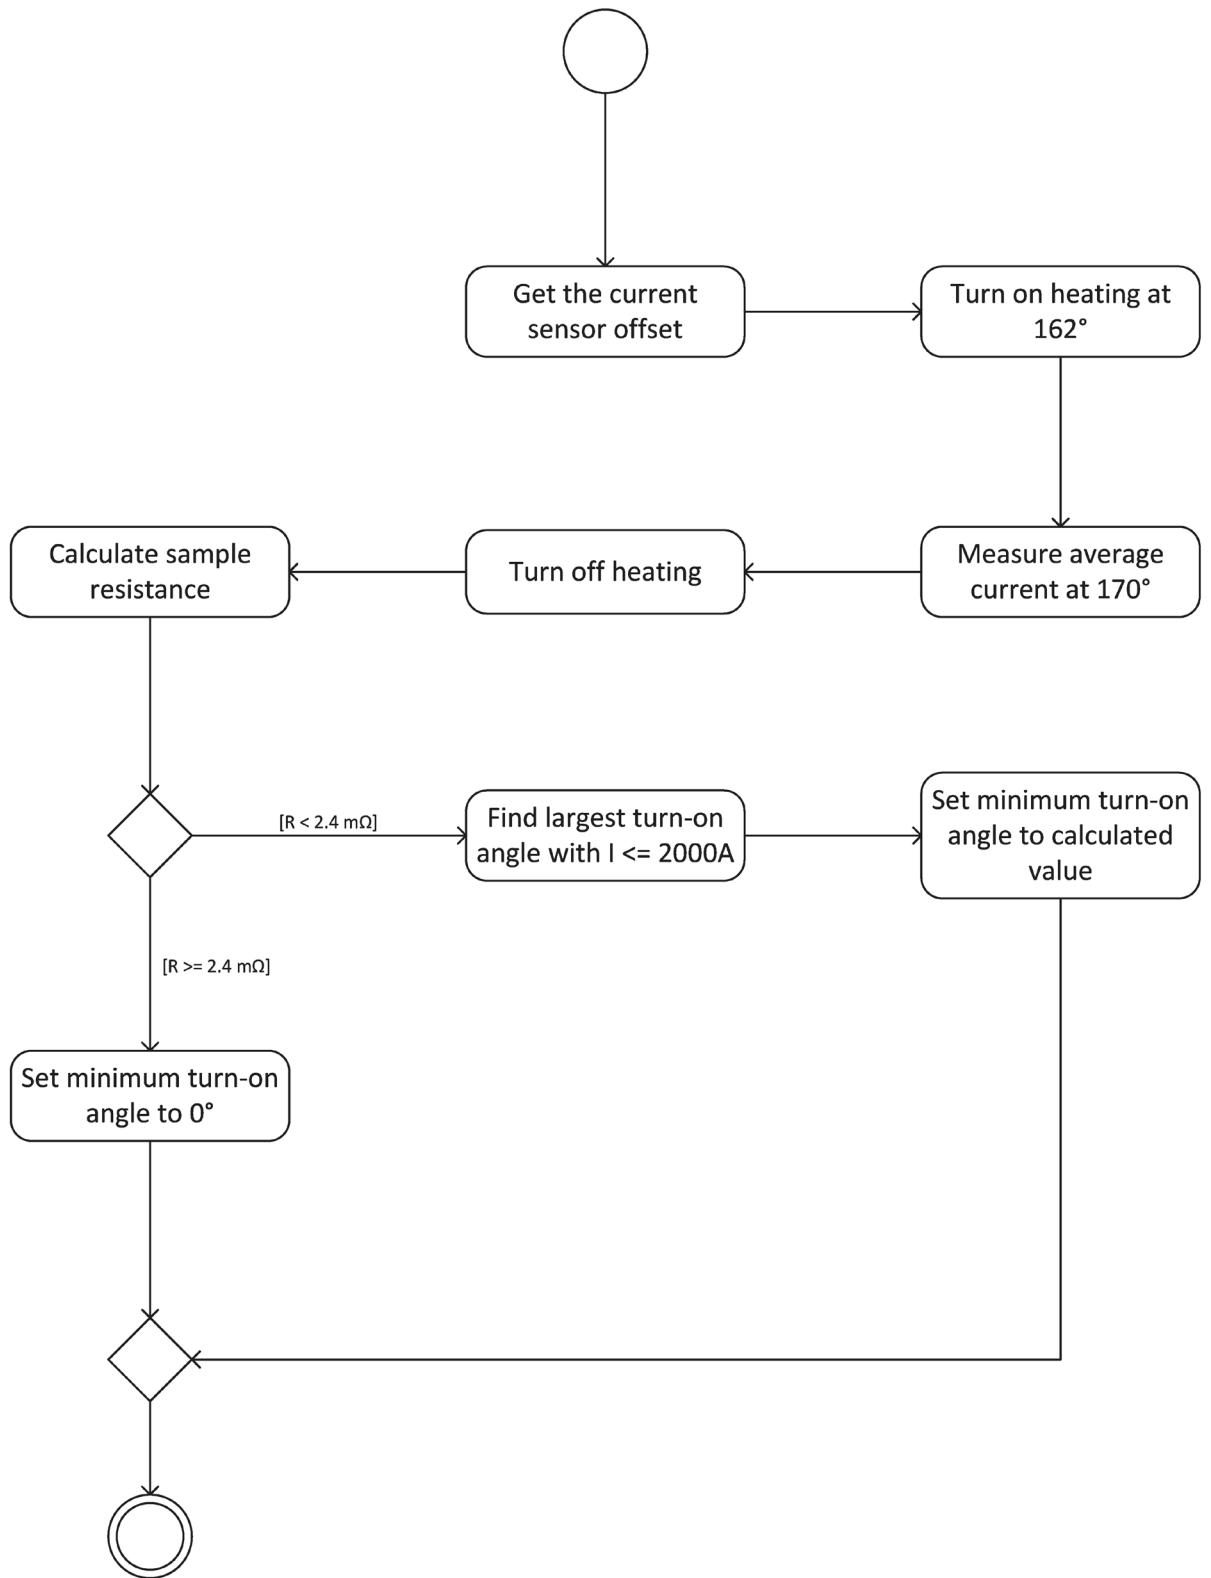 Get the current
sensor offset
Turn on heating at
162°
Calculate sample
resistance
Turn off heating
Measure average
current at 170°
[R < 2.4 mΩ]
Find largest turn-on
angle with I <= 2000A
Set minimum turn-on
angle to calculated
value
[R >= 2.4 mΩ]
Set minimum turn-on
angle to 0°